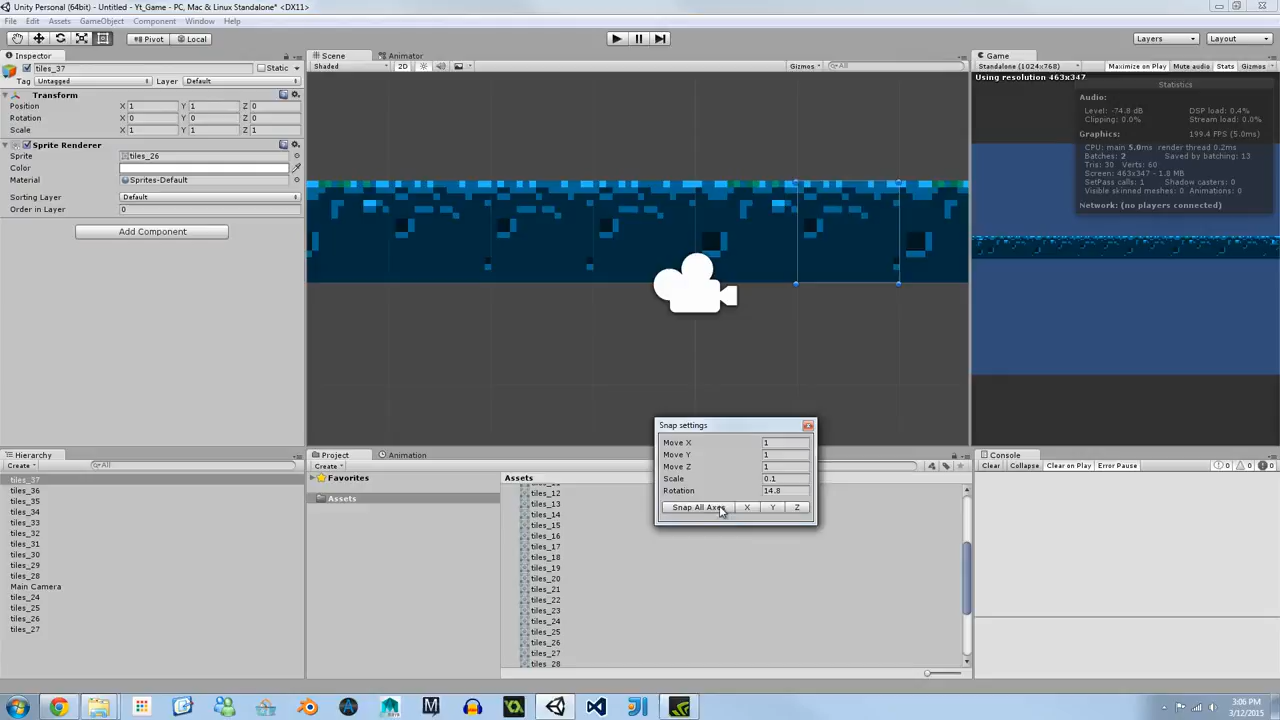 Unity Personal (64bit) - Untitled - Yt_Game - PC, Mac & Linux Standalone* <DX11>
File Edit Assets GameObject Component Window Help
Pivot Local Layers Layout
Inspector
tiles_37 Static
Tag Untagged Layer Default
Transform
Position X 1 Y 1 Z 0
Rotation X 0 Y 0 Z 0
Scale X 1 Y 1 Z 1
Sprite Renderer
Sprite tiles_26
Color
Material Sprites-Default
Sorting Layer Default
Order in Layer 0
Add Component
Scene Animator
Shaded 2D Gizmos All
Game
Standalone (1024x768) Maximize on Play Mute audio Stats Gizmos
Using resolution 463x347
Statistics
Audio:
Level: -74.8 dB DSP load: 0.4%
Clipping: 0.0% Stream load: 0.0%
Graphics: 199.4 FPS (5.0ms)
CPU: main 5.0ms render thread 0.2ms
Batches: 2 Saved by batching: 13
Tris: 30 Verts: 60
Screen: 463x347 - 1.8 MB
SetPass calls: 1 Shadow casters: 0
Visible skinned meshes: 0 Animations: 0
Network: (no players connected)
Snap settings
Move X 1
Move Y 1
Move Z 1
Scale 0.1
Rotation 14.8
Snap All Axes X Y Z
Hierarchy
Create All
tiles_37
tiles_36
tiles_35
tiles_34
tiles_33
tiles_32
tiles_31
tiles_30
tiles_29
tiles_28
Main Camera
tiles_24
tiles_25
tiles_26
tiles_27
Project Animation
Create
Favorites
Assets
Assets
tiles_12
tiles_13
tiles_14
tiles_15
tiles_16
tiles_17
tiles_18
tiles_19
tiles_20
tiles_21
tiles_22
tiles_23
tiles_24
tiles_25
tiles_26
tiles_27
tiles_28
Console
Clear Collapse Clear on Play Error Pause 0 0 0
3:06 PM
3/12/2015